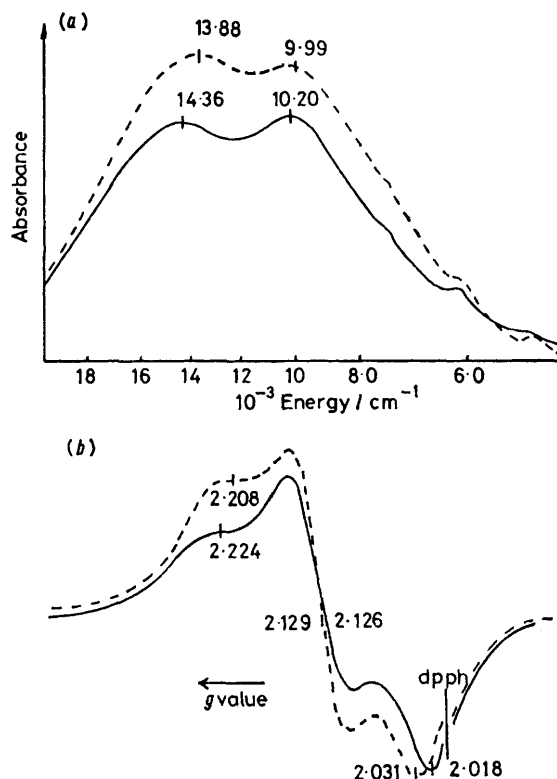 (a)
13·88
9·99
14·36
10·20
Absorbance
18 16 14 12 10 8·0 6·0
10⁻³ Energy / cm⁻¹
(b)
2·208
2·224
2·129 2·126
dpph
g value
2·031 2·018